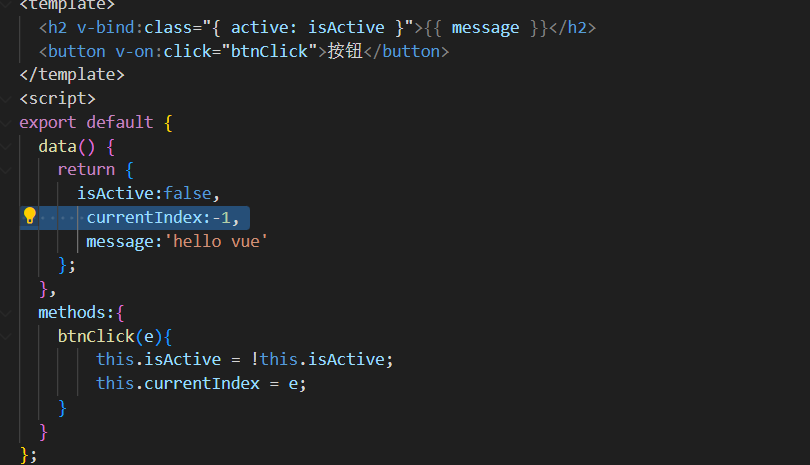 <template>
<h2 v-bind:class="{ active: isActive }">{{ message }}</h2>
<button v-on:click="btnClick">按钮</button>
</template>
<script>
export default {
data() {
return {
isActive:false,
currentIndex:-1,
message:'hello vue'
};
},
methods:{
btnClick(e){
this.isActive = !this.isActive;
this.currentIndex = e;
}
}
};